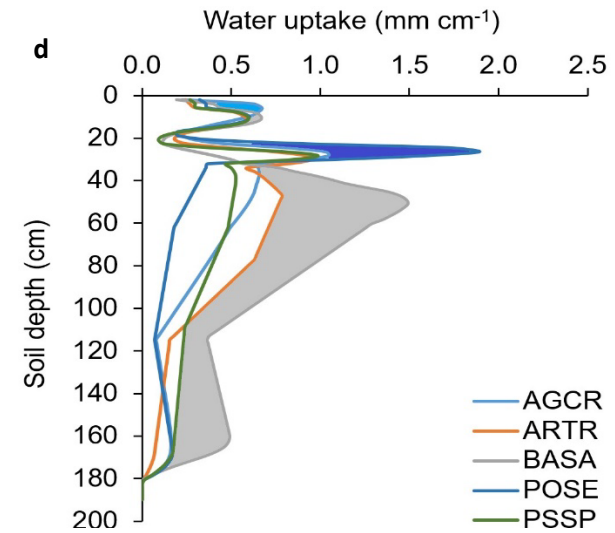 Water uptake (mm cm⁻¹)
d
0.0 0.5 1.0 1.5 2.0 2.5
0
20
40
60
80
100
120
140
160
180
200
Soil depth (cm)
AGCR
ARTR
BASA
POSE
PSSP